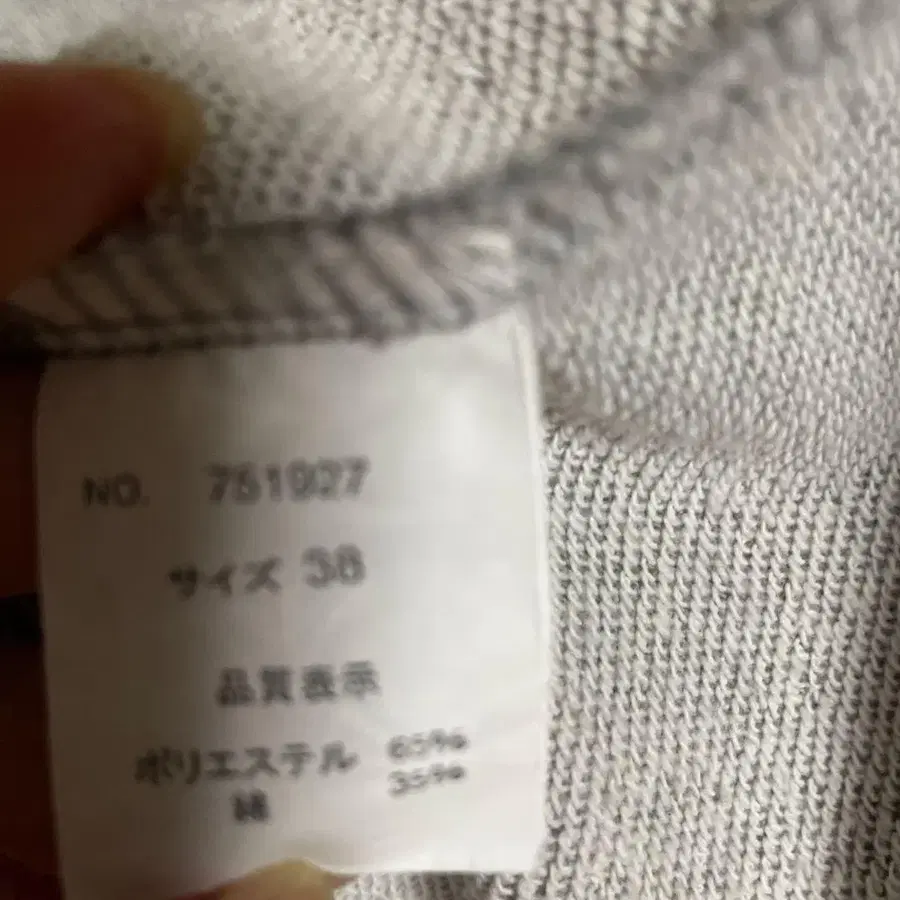 NO. 751927
サイズ 38
品質表示
ポリエステル 65%
綿 35%